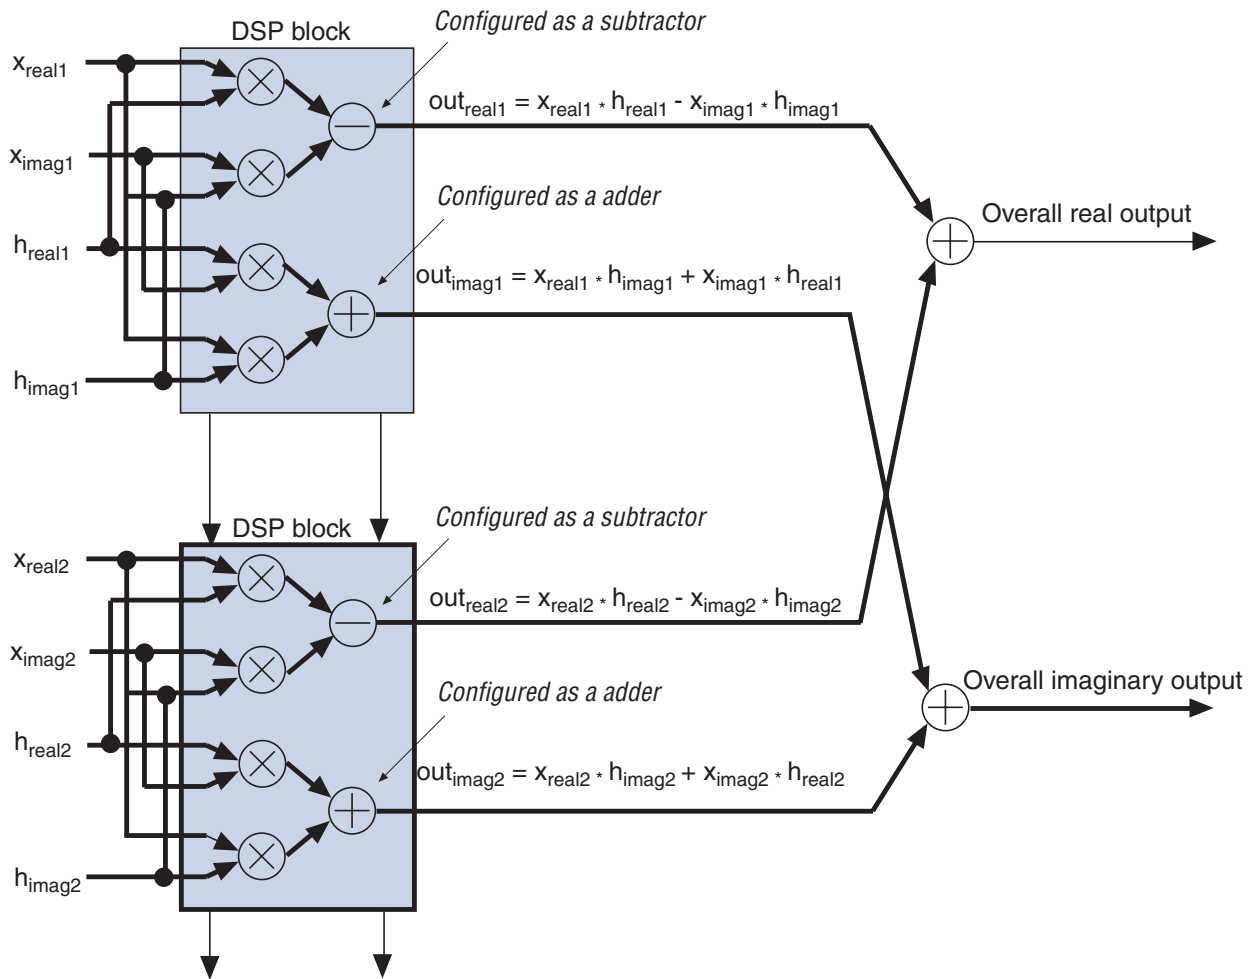 Configured as a subtractor
DSP block
x_real1
out_real1 = x_real1 * h_real1 - x_imag1 * h_imag1
x_imag1
Configured as a adder
Overall real output
h_real1
out_imag1 = x_real1 * h_imag1 + x_imag1 * h_real1
h_imag1
Configured as a subtractor
DSP block
x_real2
out_real2 = x_real2 * h_real2 - x_imag2 * h_imag2
x_imag2
Configured as a adder
Overall imaginary output
h_real2
out_imag2 = x_real2 * h_imag2 + x_imag2 * h_real2
h_imag2